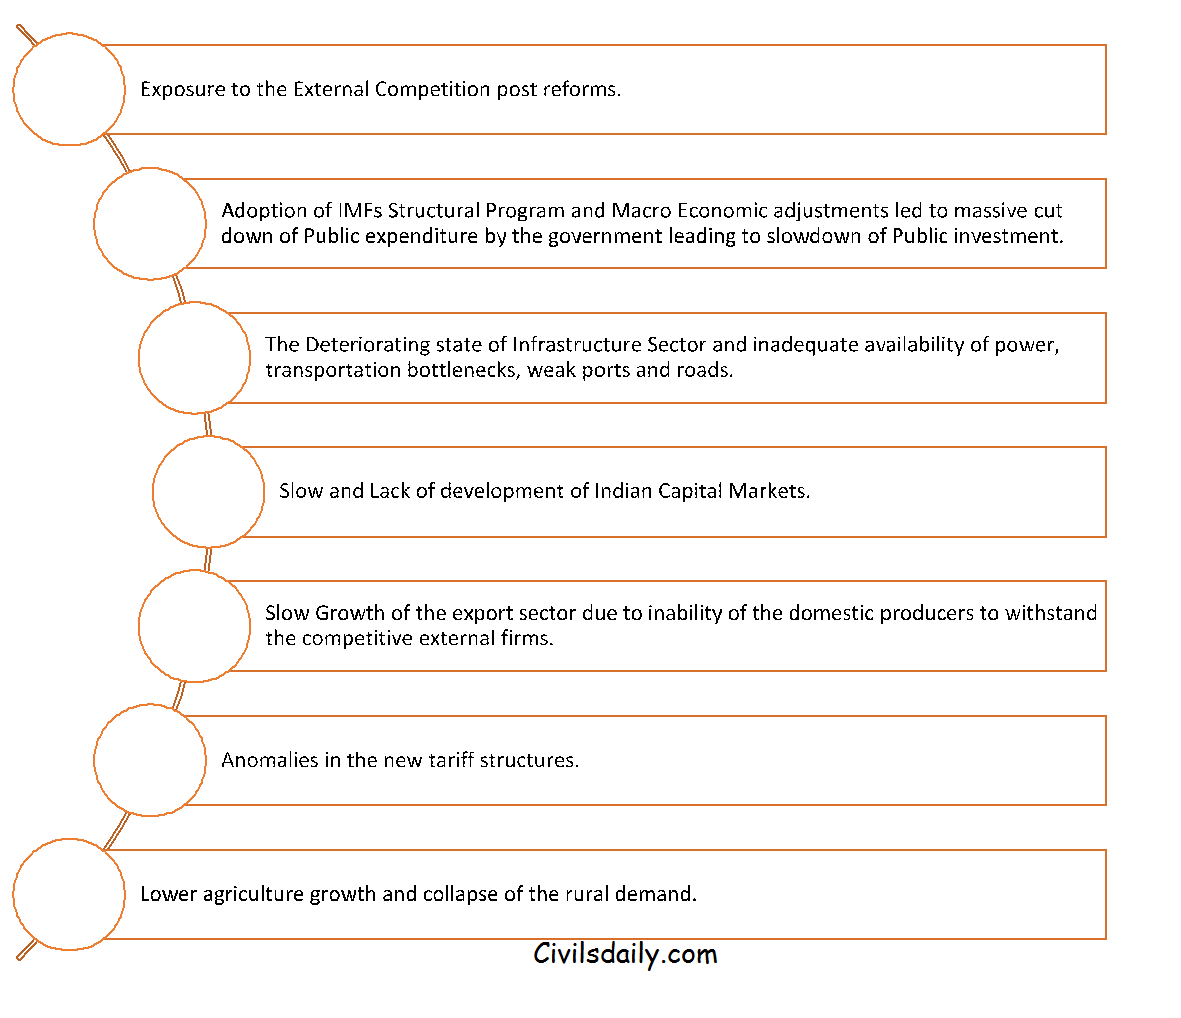 Exposure to the External Competition post reforms.
Adoption of IMFs Structural Program and Macro Economic adjustments led to massive cut
down of Public expenditure by the government leading to slowdown of Public investment.
The Deteriorating state of Infrastructure Sector and inadequate availability of power,
transportation bottlenecks, weak ports and roads.
Slow and Lack of development of Indian Capital Markets.
Slow Growth of the export sector due to inability of the domestic producers to withstand
the competitive external firms.
Anomalies in the new tariff structures.
Lower agriculture growth and collapse of the rural demand.
Civilsdaily.com